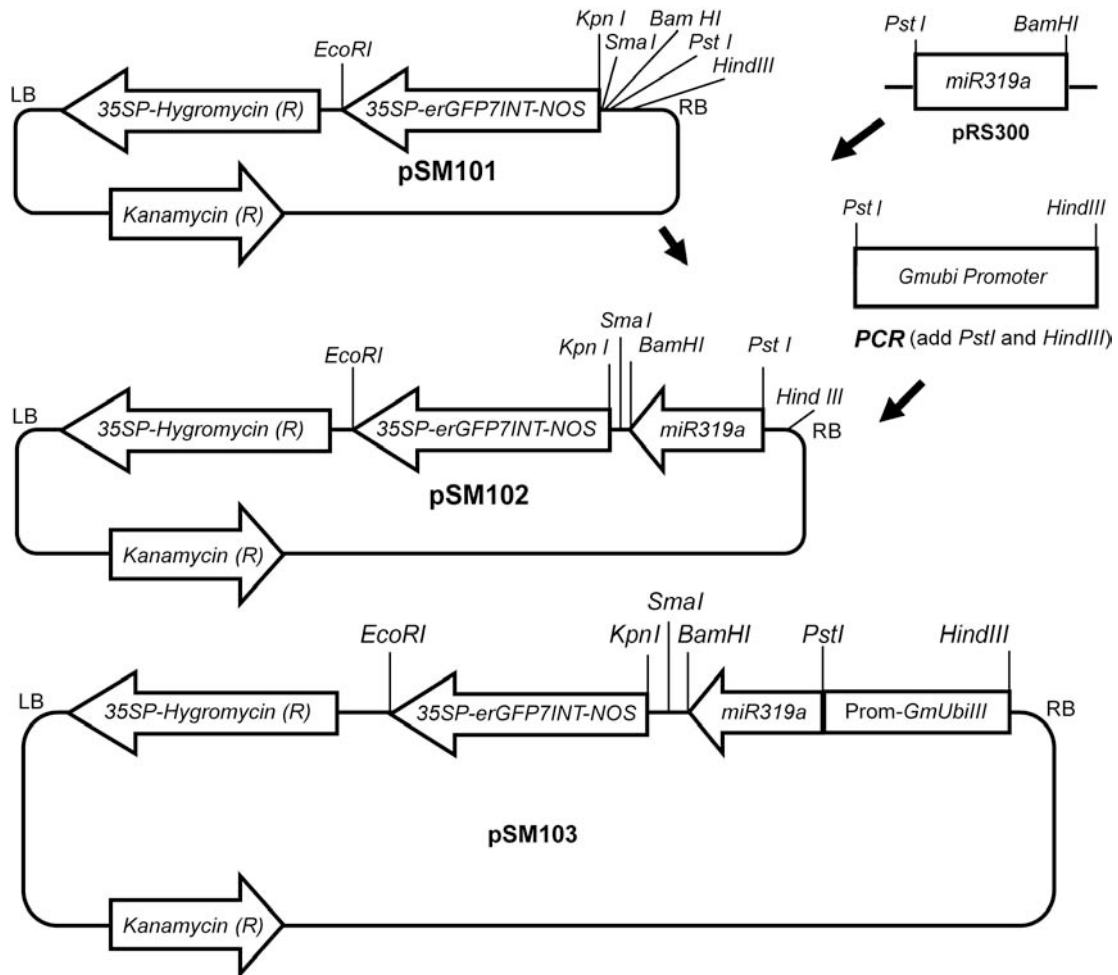 Kpn I
Bam HI
Sma I
Pst I
HindIII
EcoRI
LB
35SP-Hygromycin (R)
35SP-erGFP7INT-NOS
RB
pSM101
Kanamycin (R)
Pst I
BamHI
miR319a
pRS300
Pst I
HindIII
Gmubi Promoter
PCR (add PstI and HindIII)
Sma I
Kpn I
BamHI
Pst I
EcoRI
Hind III
LB
35SP-Hygromycin (R)
35SP-erGFP7INT-NOS
miR319a
RB
pSM102
Kanamycin (R)
SmaI
EcoRI
KpnI
BamHI
PstI
HindIII
LB
35SP-Hygromycin (R)
35SP-erGFP7INT-NOS
miR319a
Prom-GmUbiIII
RB
pSM103
Kanamycin (R)